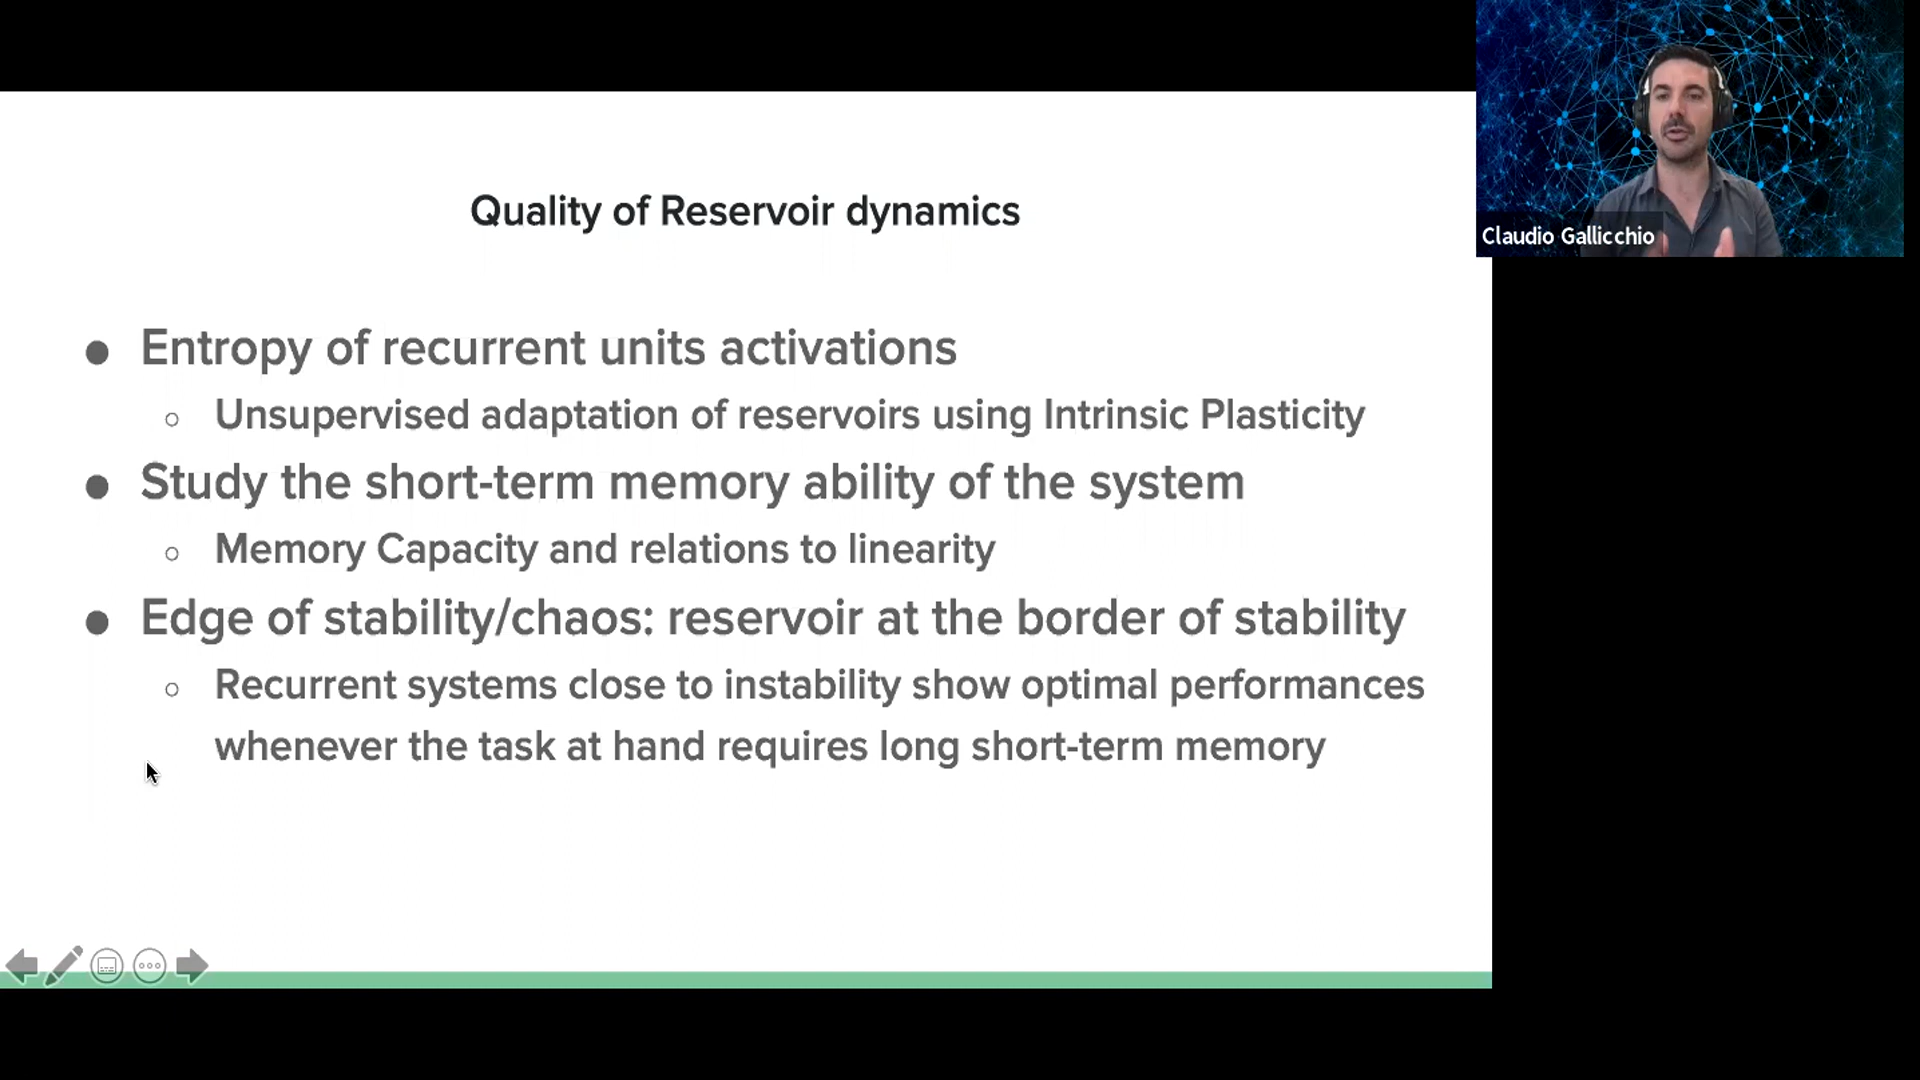 Quality of Reservoir dynamics
Entropy of recurrent units activations
Unsupervised adaptation of reservoirs using Intrinsic Plasticity
Study the short-term memory ability of the system
Memory Capacity and relations to linearity
Edge of stability/chaos: reservoir at the border of stability
Recurrent systems close to instability show optimal performances
whenever the task at hand requires long short-term memory
Claudio Gallicchio